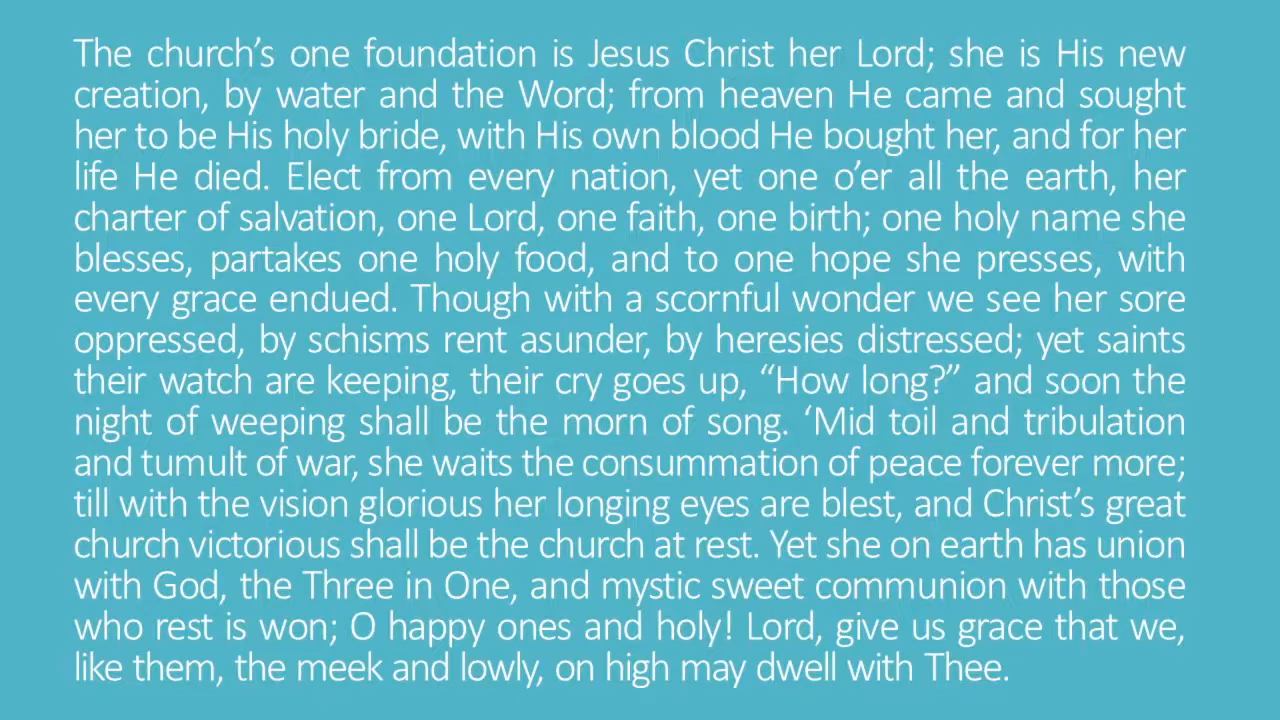 The church’s one foundation is Jesus Christ her Lord; she is His new
creation, by water and the Word; from heaven He came and sought
her to be His holy bride, with His own blood He bought her, and for her
life He died. Elect from every nation, yet one o’er all the earth, her
charter of salvation, one Lord, one faith, one birth; one holy name she
blesses, partakes one holy food, and to one hope she presses, with
every grace endued. Though with a scornful wonder we see her sore
oppressed, by schisms rent asunder, by heresies distressed; yet saints
their watch are keeping, their cry goes up, “How long?” and soon the
night of weeping shall be the morn of song. ‘Mid toil and tribulation
and tumult of war, she waits the consummation of peace forever more;
till with the vision glorious her longing eyes are blest, and Christ’s great
church victorious shall be the church at rest. Yet she on earth has union
with God, the Three in One, and mystic sweet communion with those
who rest is won; O happy ones and holy! Lord, give us grace that we,
like them, the meek and lowly, on high may dwell with Thee.